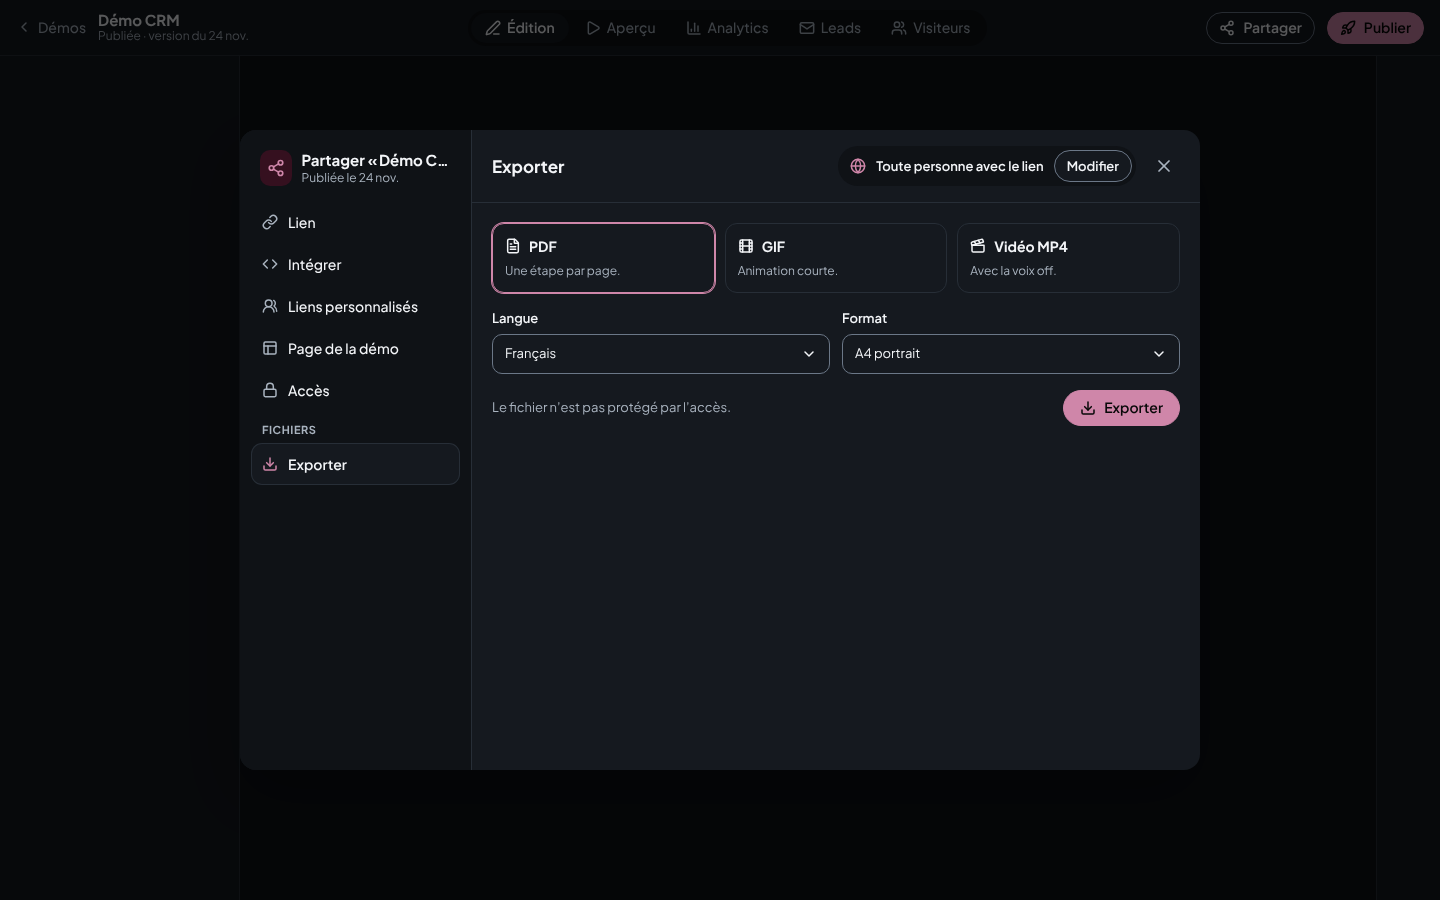 Démos
Démo CRM
Publiée · version du 24 nov.
Édition
Aperçu
Analytics
Leads
Visiteurs
Partager
Publier
Partager « Démo C…
Publiée le 24 nov.
Lien
Intégrer
Liens personnalisés
Page de la démo
Accès
FICHIERS
Exporter
Exporter
Toute personne avec le lien
Modifier
PDF
Une étape par page.
GIF
Animation courte.
Vidéo MP4
Avec la voix off.
Langue
Français
Format
A4 portrait
Le fichier n’est pas protégé par l’accès.
Exporter